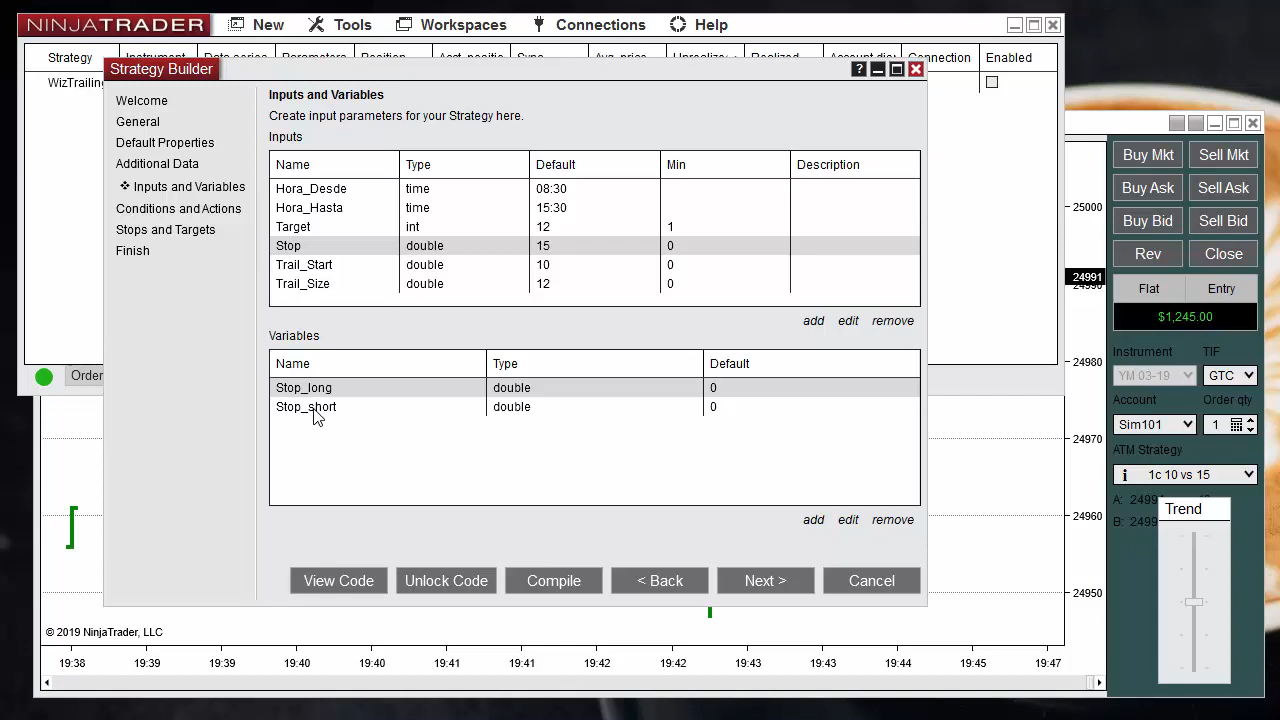 NINJATRADER New Tools Workspaces Connections Help
Strategy
Enabled
Connection
WizTrailing
Strategy Builder
?
Welcome
General
Default Properties
Additional Data
❖ Inputs and Variables
Conditions and Actions
Stops and Targets
Finish
Inputs and Variables
Create input parameters for your Strategy here.
Inputs
Name Type Default Min Description
Hora_Desde time 08:30
Hora_Hasta time 15:30
Target int 12 1
Stop double 15 0
Trail_Start double 10 0
Trail_Size double 12 0
add edit remove
Variables
Name Type Default
Stop_long double 0
Stop_short double 0
add edit remove
View Code Unlock Code Compile < Back Next > Cancel
Order
25000
24991
24980
24970
24960
24950
© 2019 NinjaTrader, LLC
19:38 19:39 19:39 19:40 19:40 19:41 19:41 19:42 19:42 19:43 19:43 19:44 19:45 19:47
Buy Mkt Sell Mkt
Buy Ask Sell Ask
Buy Bid Sell Bid
Rev Close
Flat Entry
$1,245.00
Instrument TIF
YM 03-19 GTC
Account Order qty
Sim101 1
ATM Strategy
i 1c 10 vs 15
A:
B:
Trend